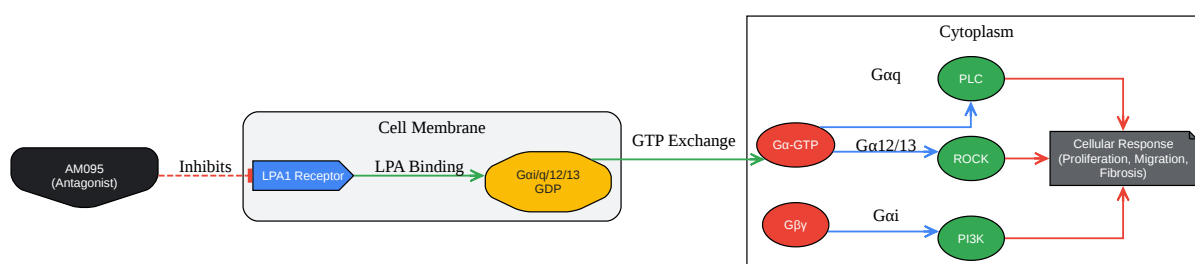 Cytoplasm
Gαq
PLC
Cell Membrane
GTP Exchange
Gα-GTP
Gα12/13
ROCK
Cellular Response
(Proliferation, Migration,
Fibrosis)
AM095
(Antagonist)
Inhibits
LPA1 Receptor
LPA Binding
Gαi/q/12/13
GDP
Gβγ
Gαi
PI3K